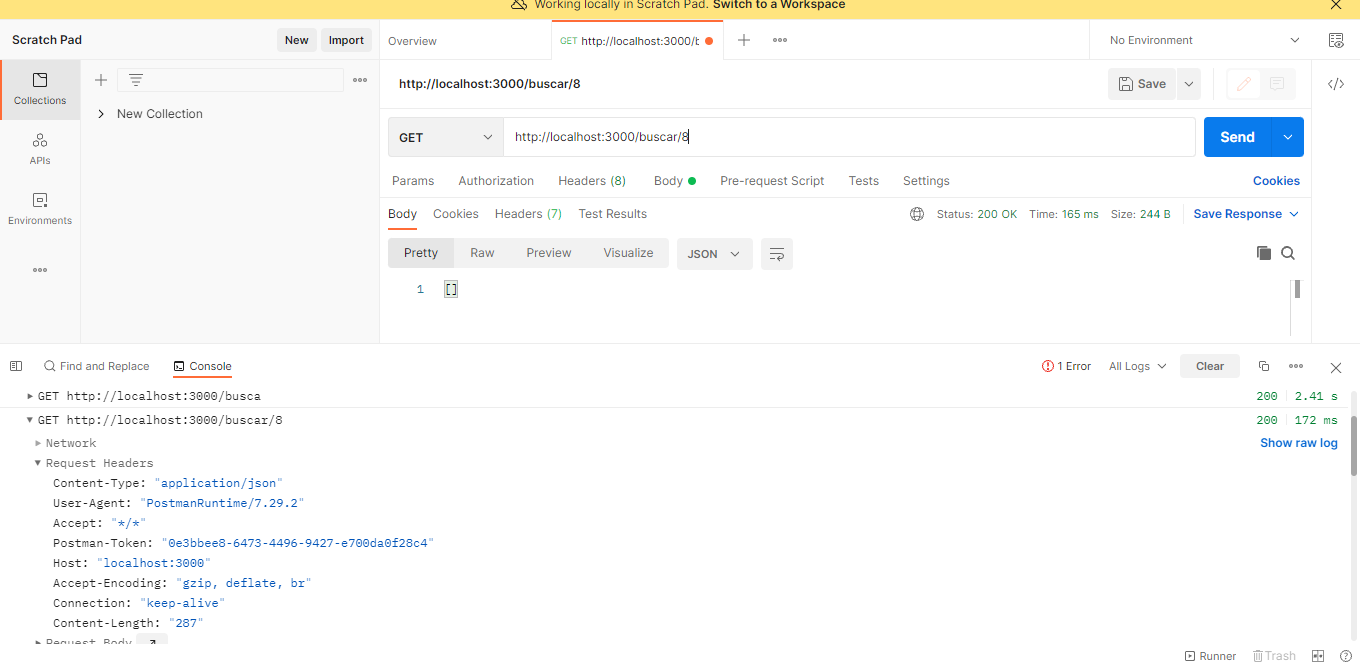 Working locally in Scratch Pad. Switch to a Workspace
Scratch Pad
New
Import
Overview
GET http://localhost:3000/b
No Environment
Collections
APIs
Environments
New Collection
http://localhost:3000/buscar/8
Save
GET
http://localhost:3000/buscar/8
Send
Params
Authorization
Headers (8)
Body
Pre-request Script
Tests
Settings
Cookies
Body
Cookies
Headers (7)
Test Results
Status: 200 OK
Time: 165 ms
Size: 244 B
Save Response
Pretty
Raw
Preview
Visualize
JSON
1
[]
Find and Replace
Console
1 Error
All Logs
Clear
GET http://localhost:3000/busca
200
2.41 s
GET http://localhost:3000/buscar/8
200
172 ms
Network
Show raw log
Request Headers
Content-Type: "application/json"
User-Agent: "PostmanRuntime/7.29.2"
Accept: "*/*"
Postman-Token: "0e3bbee8-6473-4496-9427-e700da0f28c4"
Host: "localhost:3000"
Accept-Encoding: "gzip, deflate, br"
Connection: "keep-alive"
Content-Length: "287"
Request Body
Runner
Trash